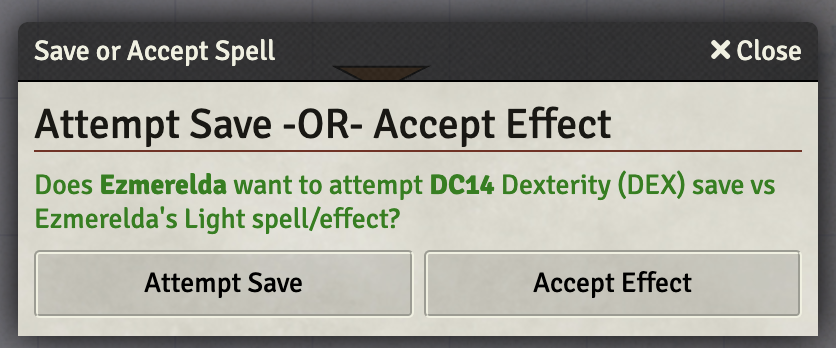 Save or Accept Spell
✕ Close
Attempt Save -OR- Accept Effect
Does Ezmerelda want to attempt DC14 Dexterity (DEX) save vs
Ezmerelda's Light spell/effect?
Attempt Save
Accept Effect